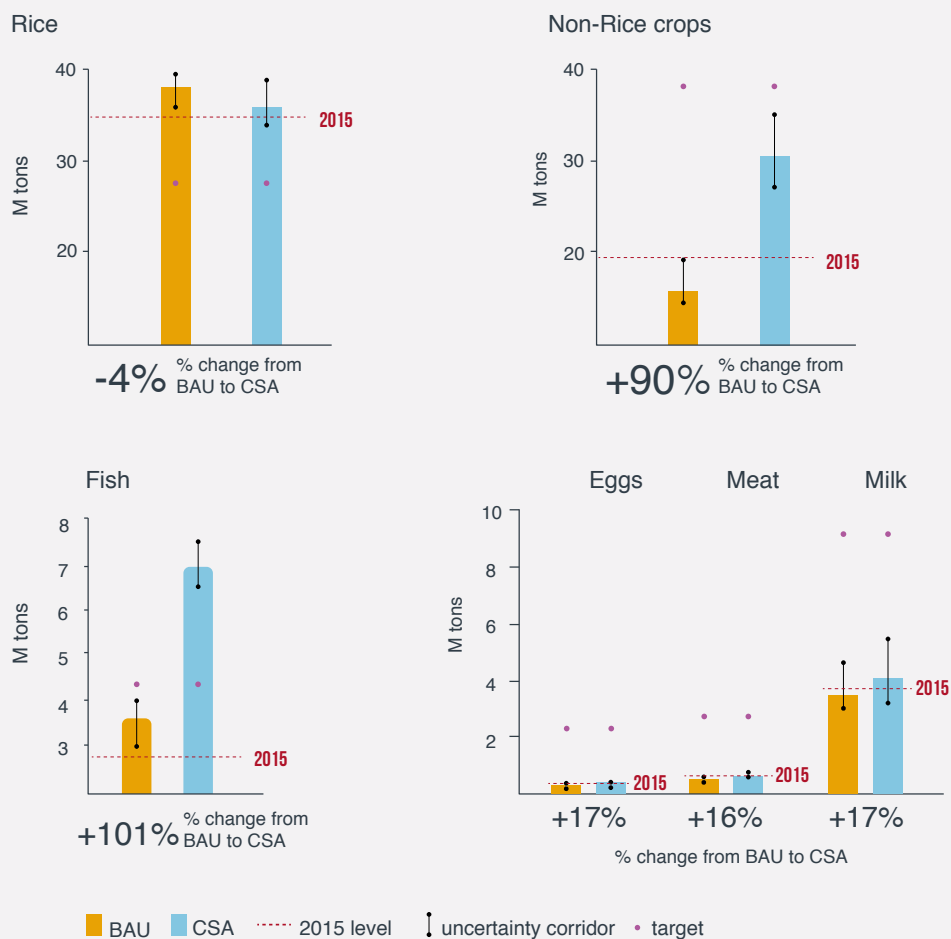 Rice
40
30
20
M tons
2015
-4% % change from
BAU to CSA
Non-Rice crops
40
30
20
M tons
2015
+90% % change from
BAU to CSA
Fish
8
7
6
5
4
3
M tons
2015
+101% % change from
BAU to CSA
Eggs Meat Milk
10
8
6
4
2
M tons
2015
2015
2015
+17% +16% +17%
% change from BAU to CSA
BAU CSA 2015 level uncertainty corridor target